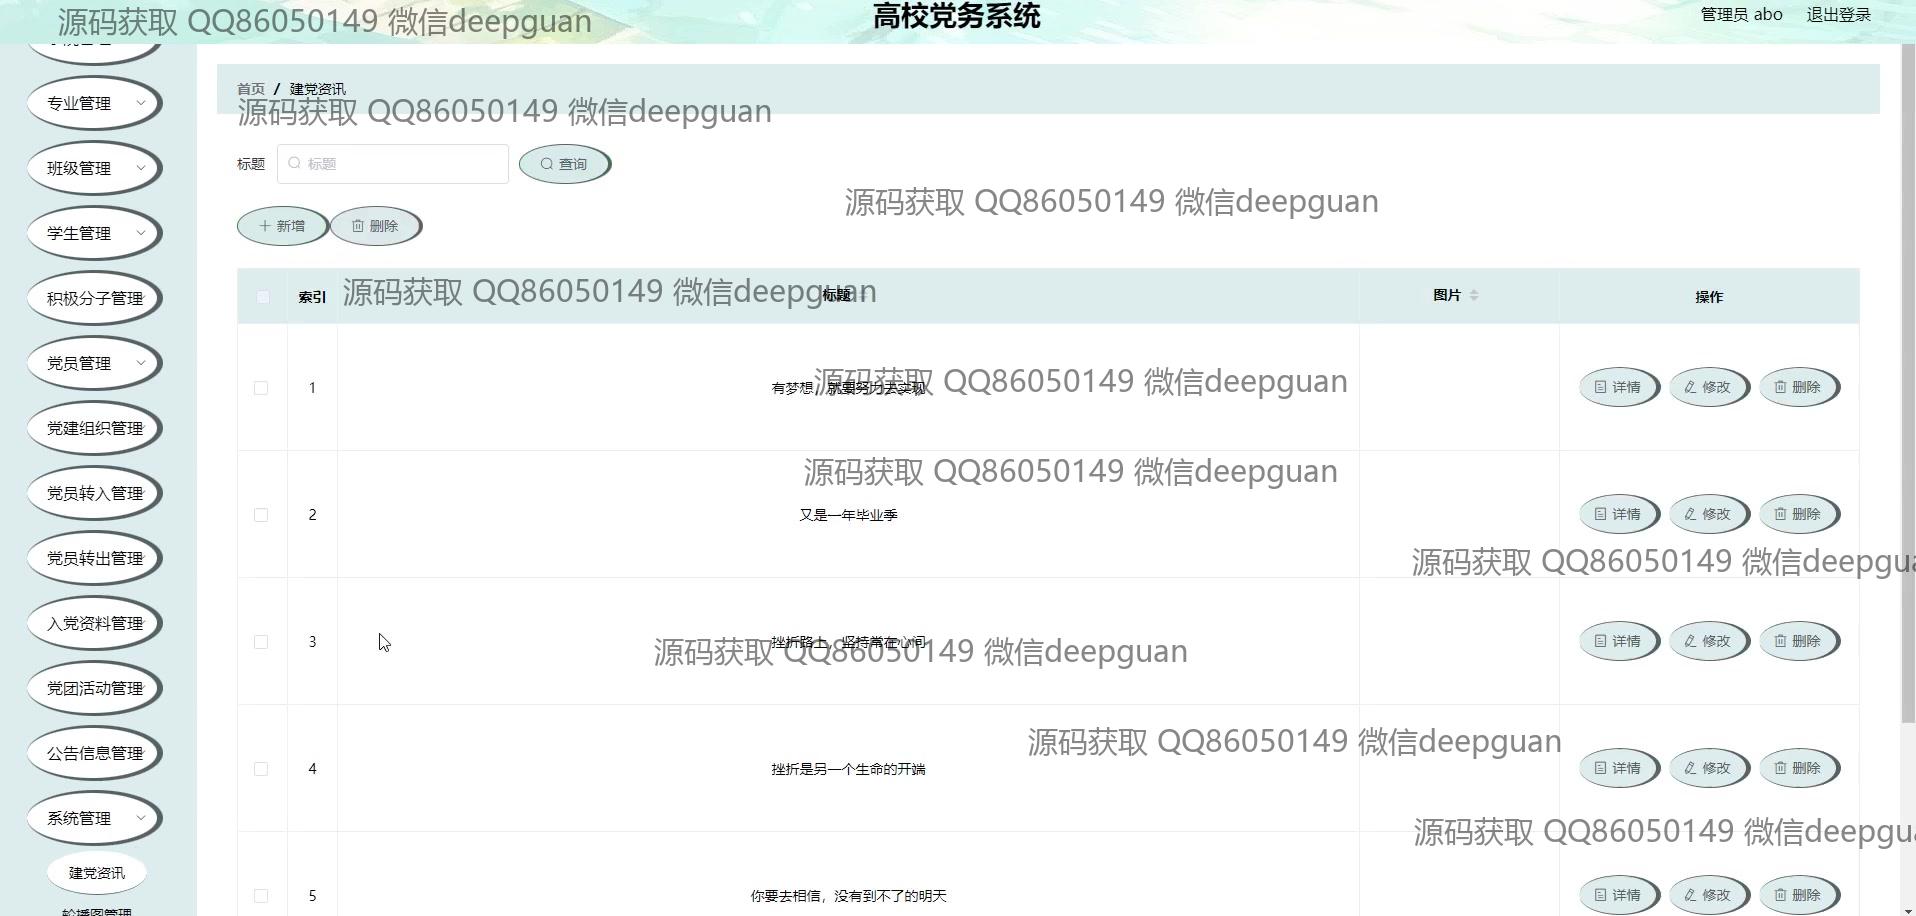 源码获取 QQ86050149 微信deepguan
高校党务系统
管理员 abo 退出登录
专业管理
班级管理
学生管理
积极分子管理
党员管理
党建组织管理
党员转入管理
党员转出管理
入党资料管理
党团活动管理
公告信息管理
系统管理
建党资讯
轮播图管理
首页 / 建党资讯
源码获取 QQ86050149 微信deepguan
标题 标题 查询
源码获取 QQ86050149 微信deepguan
新增 删除
索引 标题 图片 操作
源码获取 QQ86050149 微信deepguan
1 有梦想，就要努力去实现 详情 修改 删除
源码获取 QQ86050149 微信deepguan
源码获取 QQ86050149 微信deepguan
2 又是一年毕业季 详情 修改 删除
源码获取 QQ86050149 微信deepgua
3 挫折路上，坚持常在心间 详情 修改 删除
源码获取 QQ86050149 微信deepguan
源码获取 QQ86050149 微信deepguan
4 挫折是另一个生命的开端 详情 修改 删除
源码获取 QQ86050149 微信deepgua
5 你要去相信，没有到不了的明天 详情 修改 删除